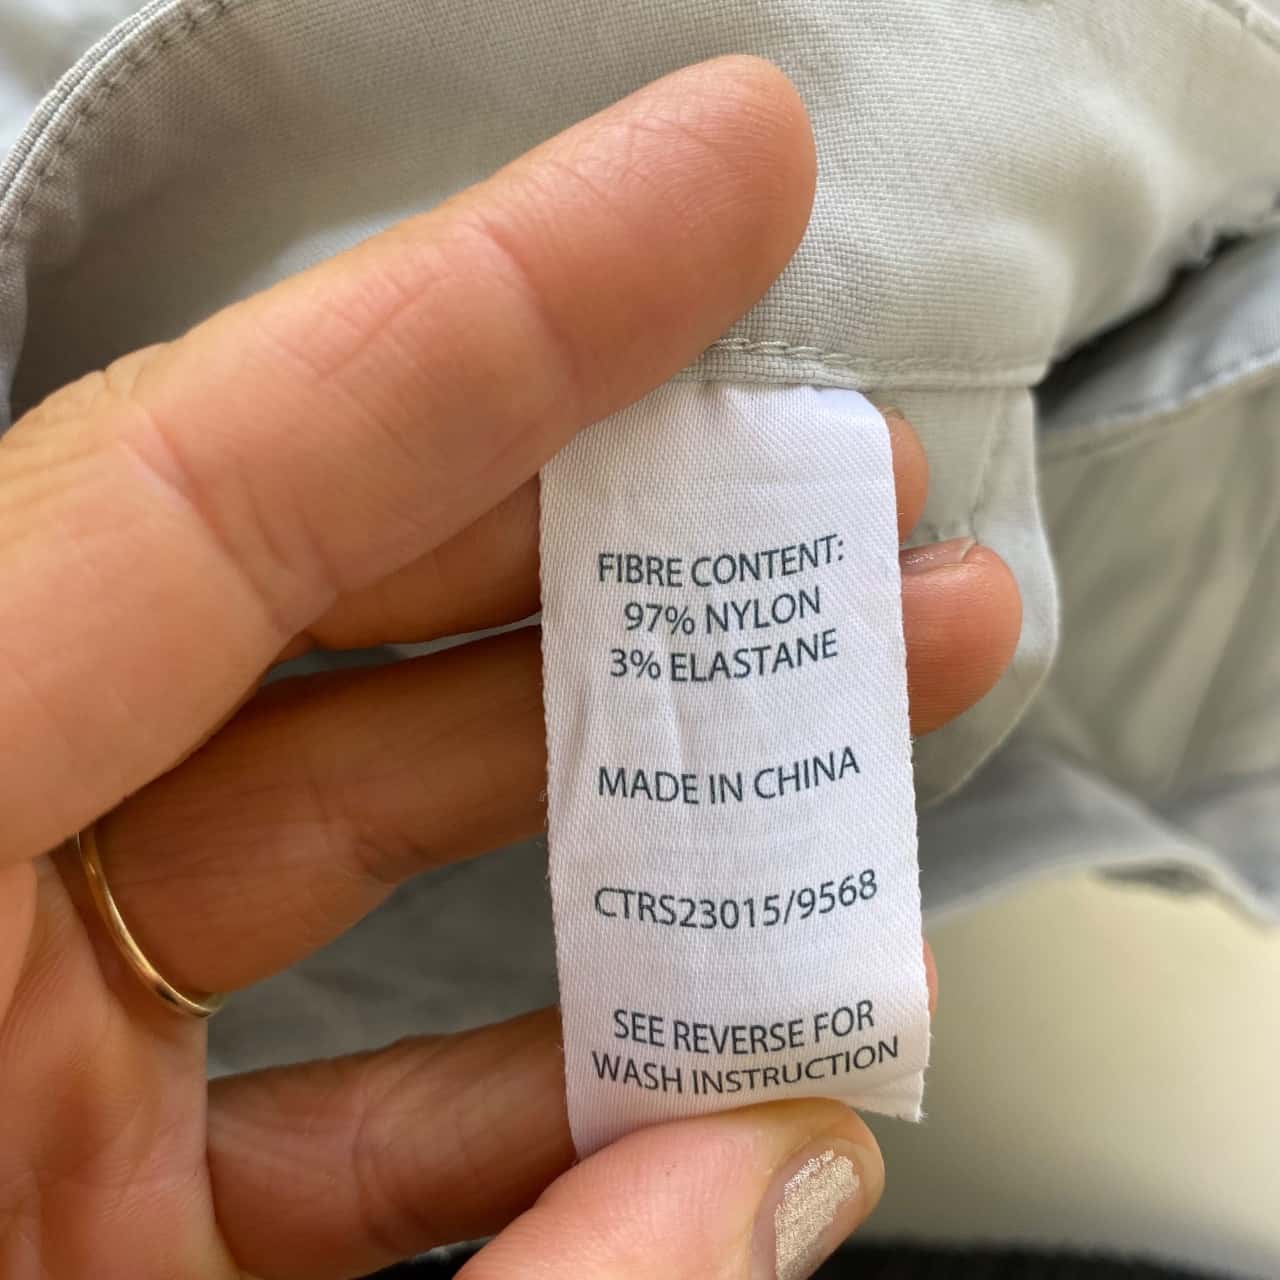 FIBRE CONTENT:
97% NYLON
3% ELASTANE
MADE IN CHINA
CTRS23015/9568
SEE REVERSE FOR
WASH INSTRUCTION